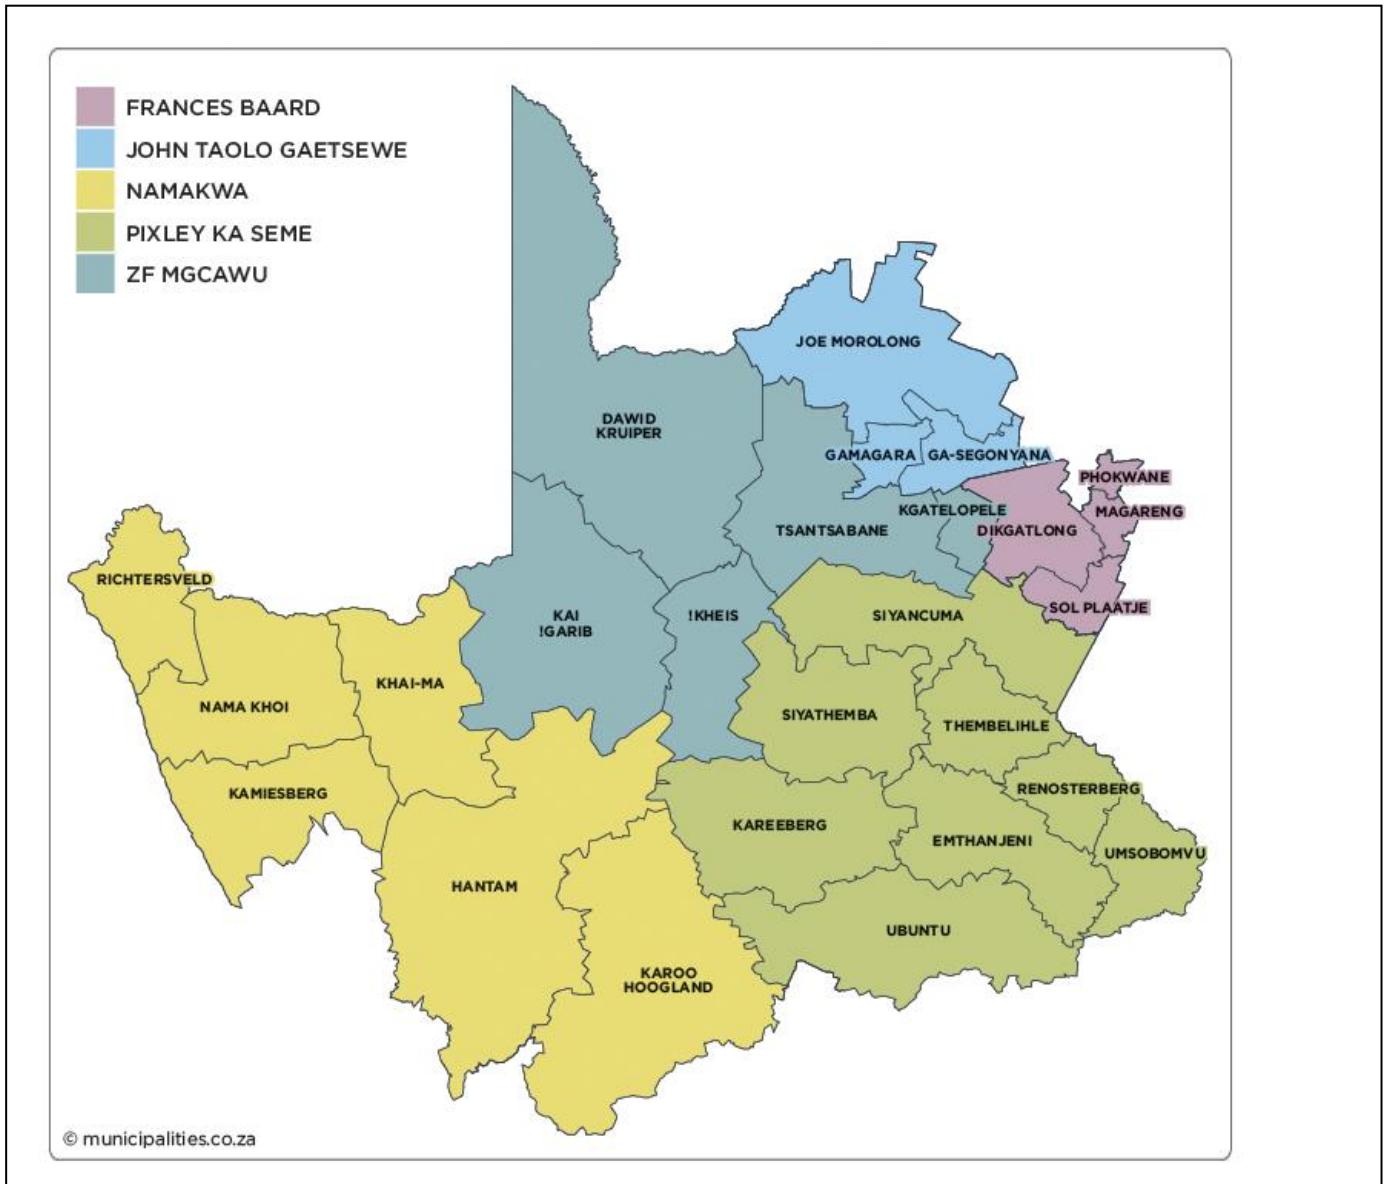 FRANCES BAARD
JOHN TAOLO GAETSEWE
NAMAKWA
PIXLEY KA SEME
ZF MGCAWU
JOE MOROLONG
DAWID
KRUIPER
GAMAGARA
GA-SEGONYANA
PHOKWANE
KGATELOPELE
MAGARENG
TSANTSABANE
DIKGATLONG
RICHTERSVELD
KAI
!GARIB
!KHEIS
SIYANCUMA
SOL PLAATJE
KHAI-MA
NAMA KHOI
SIYATHEMBA
THEMBELIHLE
KAMIESBERG
RENOSTERBERG
KAREEBERG
EMTHANJENI
UMSOBOMVU
HANTAM
UBUNTU
KAROO
HOOGLAND
© municipalities.co.za